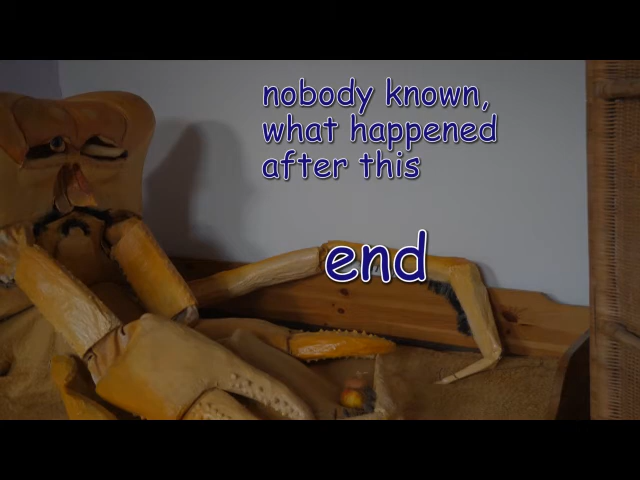 nobody known,
what happened
after this
end